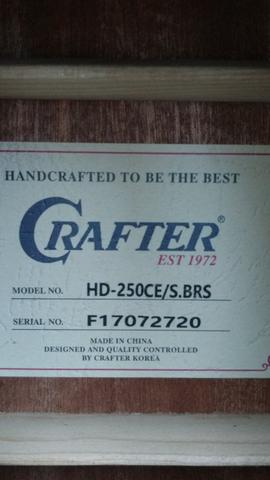 HANDCRAFTED TO BE THE BEST
CRAFTER®
EST 1972
MODEL NO. HD-250CE/S.BRS
SERIAL NO. F17072720
MADE IN CHINA
DESIGNED AND QUALITY CONTROLLED
BY CRAFTER KOREA